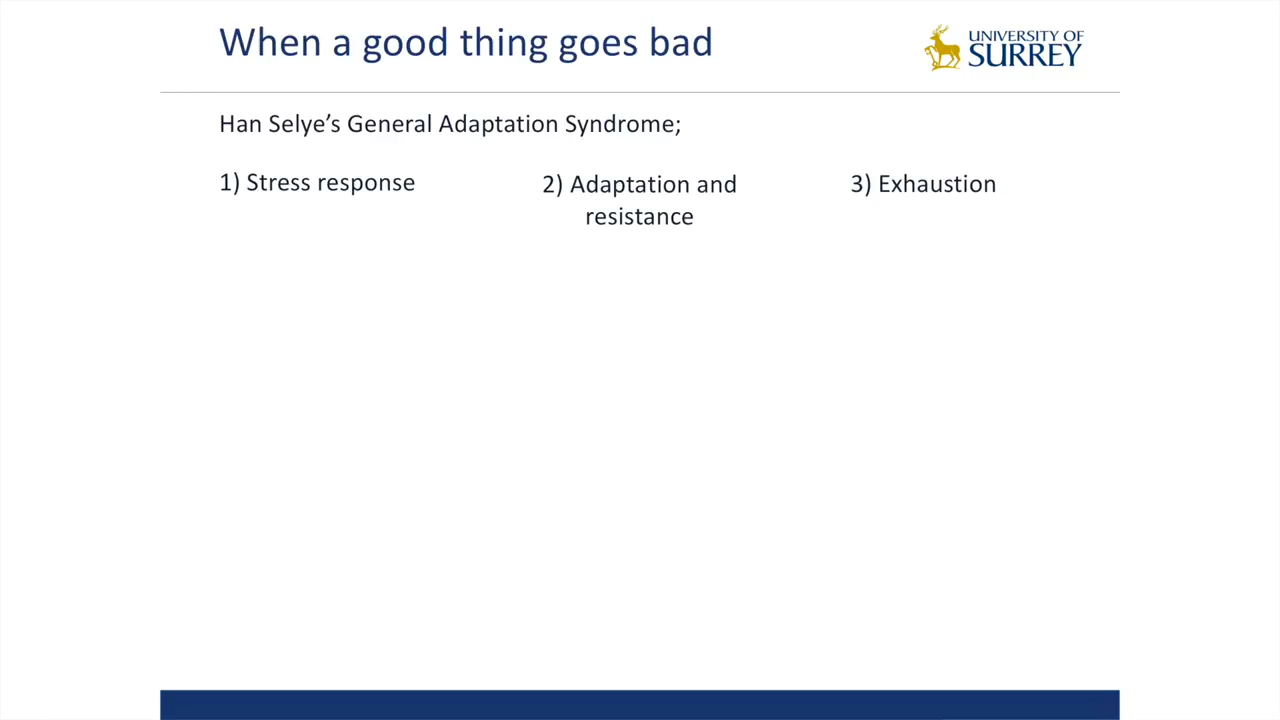 When a good thing goes bad
UNIVERSITY OF
SURREY
Han Selye’s General Adaptation Syndrome;
1) Stress response
2) Adaptation and
resistance
3) Exhaustion